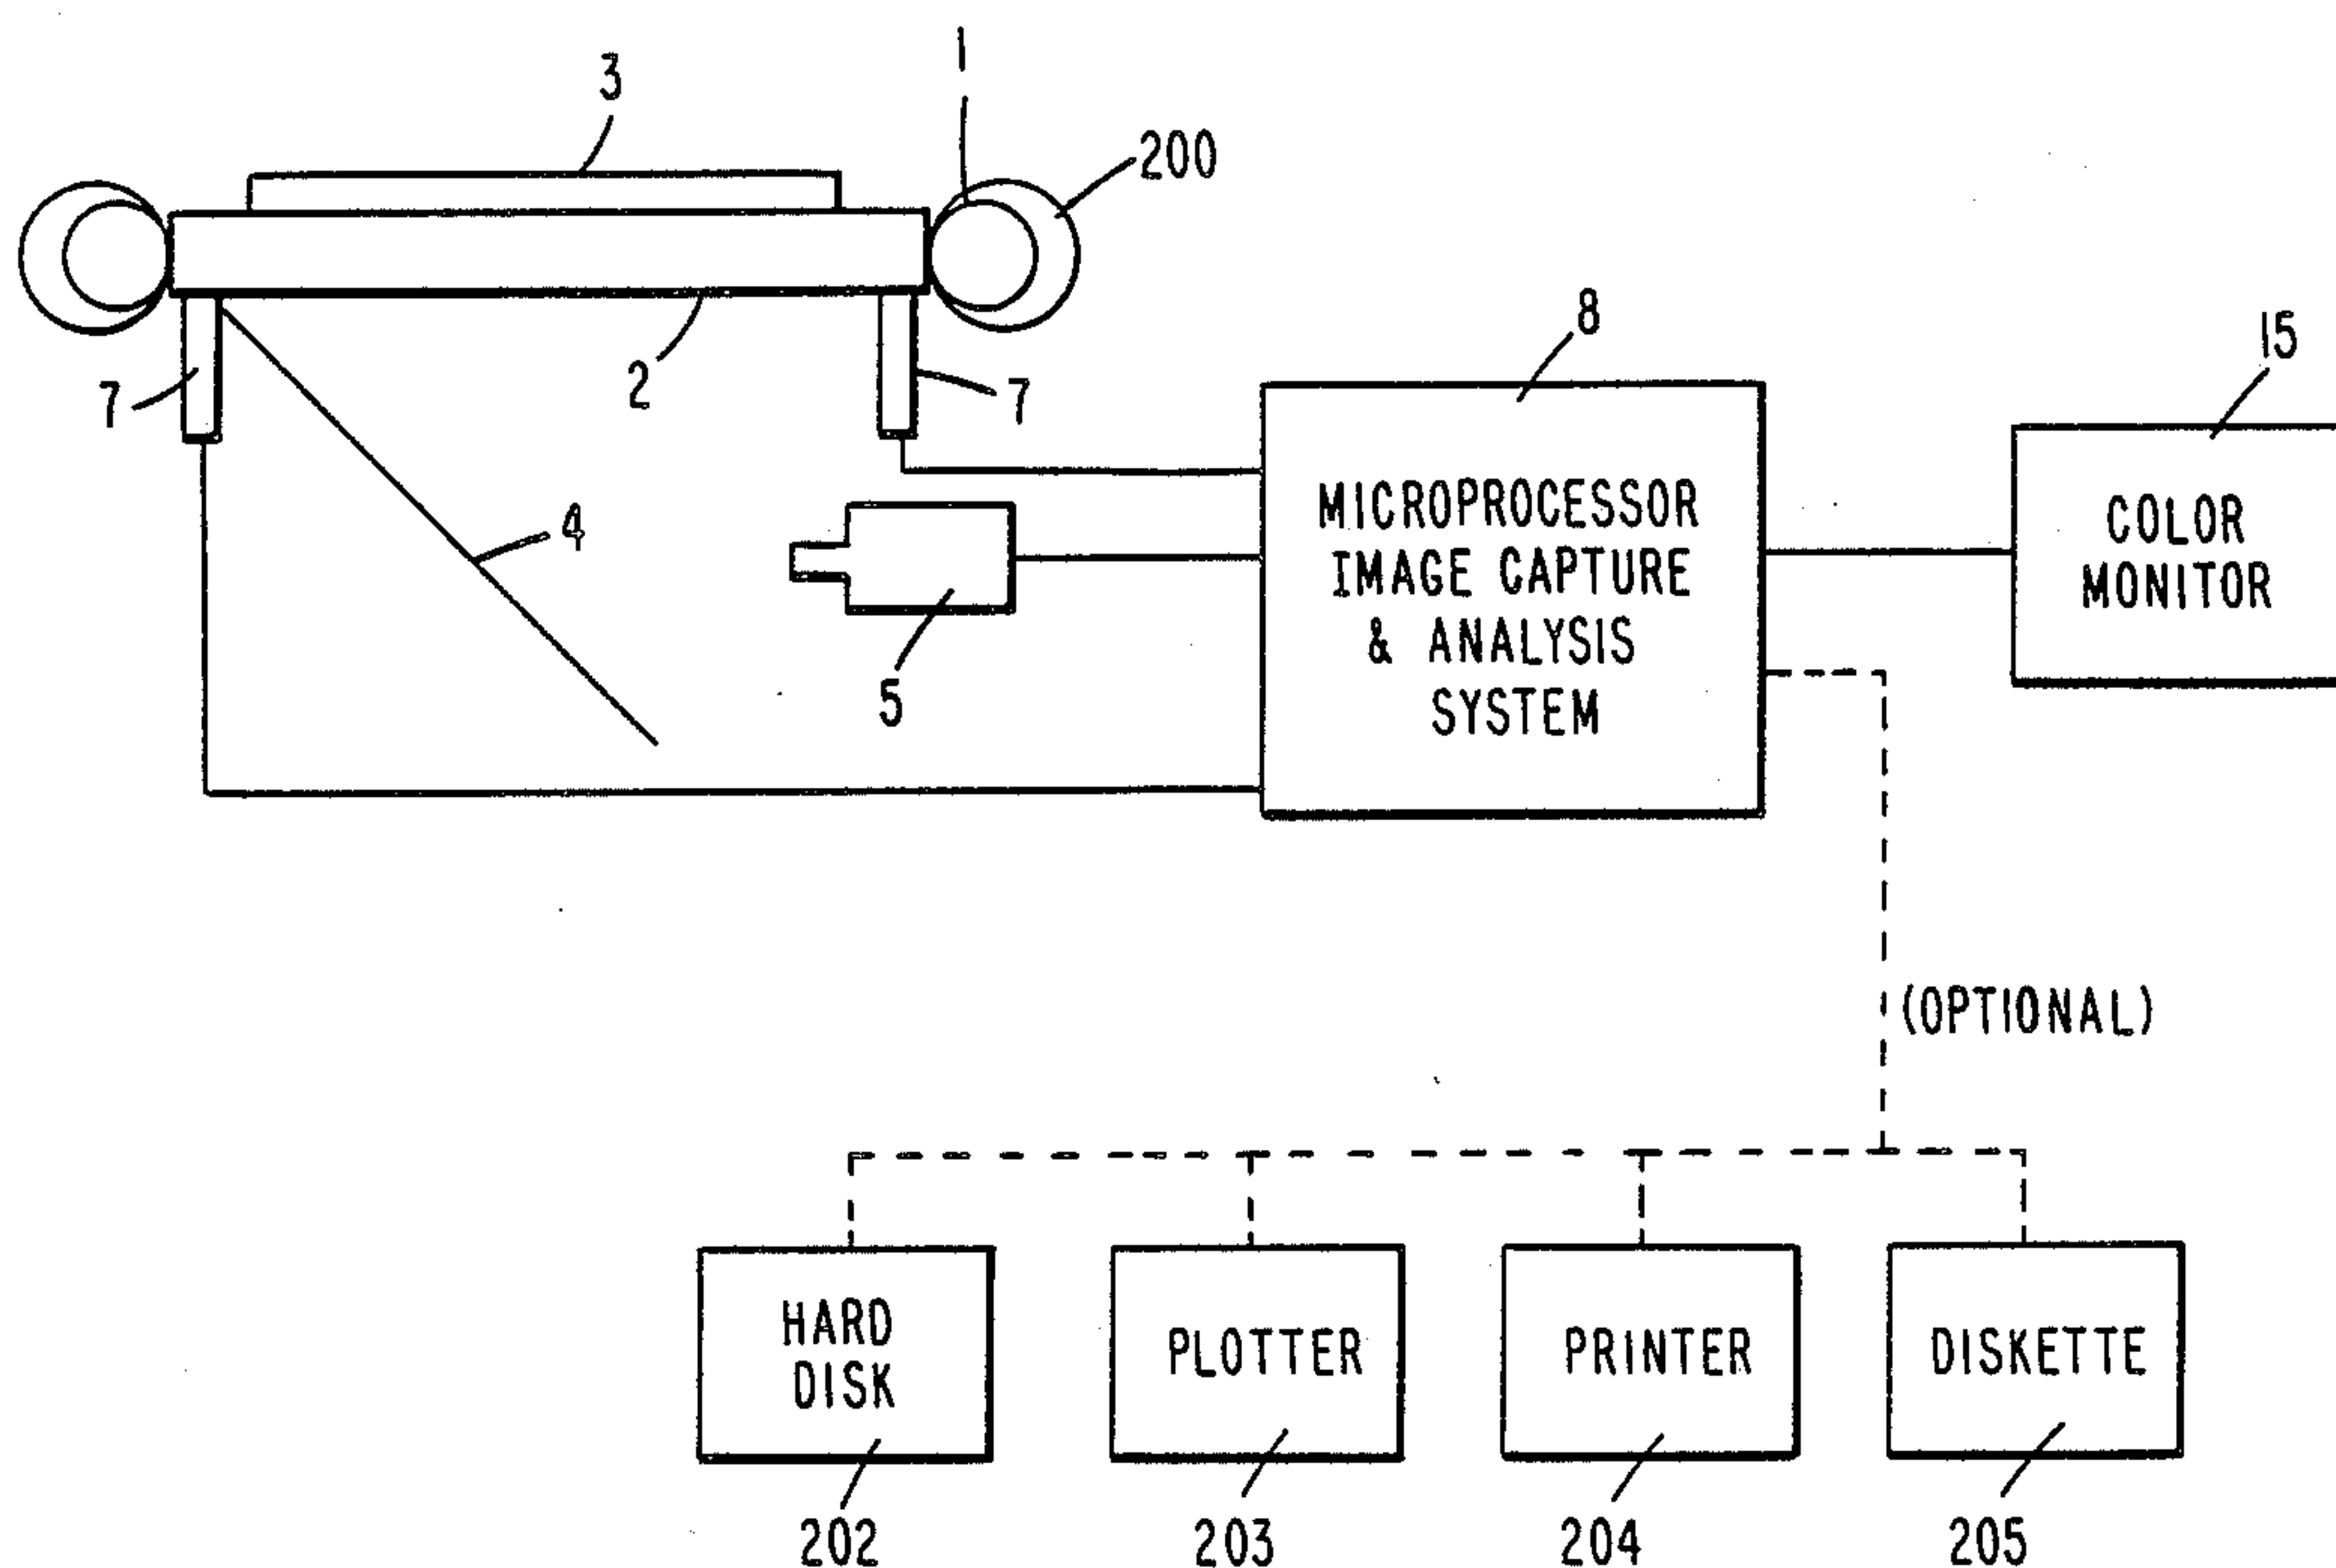 1
3
200
8
15
7
2
7
4
5
MICROPROCESSOR
IMAGE CAPTURE
& ANALYSIS
SYSTEM
COLOR
MONITOR
(OPTIONAL)
HARD
DISK
PLOTTER
PRINTER
DISKETTE
202
203
204
205